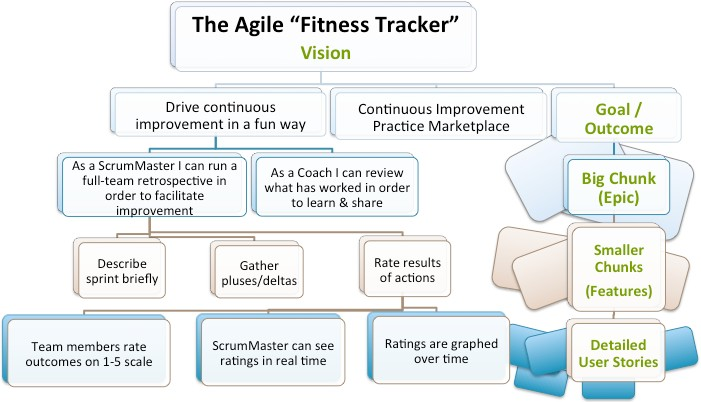 The Agile “Fitness Tracker”
Vision
Drive continuous
improvement in a fun way
Continuous Improvement
Practice Marketplace
Goal /
Outcome
As a ScrumMaster I can run a
full-team retrospective in
order to facilitate
improvement
As a Coach I can review
what has worked in order
to learn & share
Big Chunk
(Epic)
Describe
sprint briefly
Gather
pluses/deltas
Rate results
of actions
Smaller
Chunks
(Features)
Team members rate
outcomes on 1-5 scale
ScrumMaster can see
ratings in real time
Ratings are graphed
over time
Detailed
User Stories